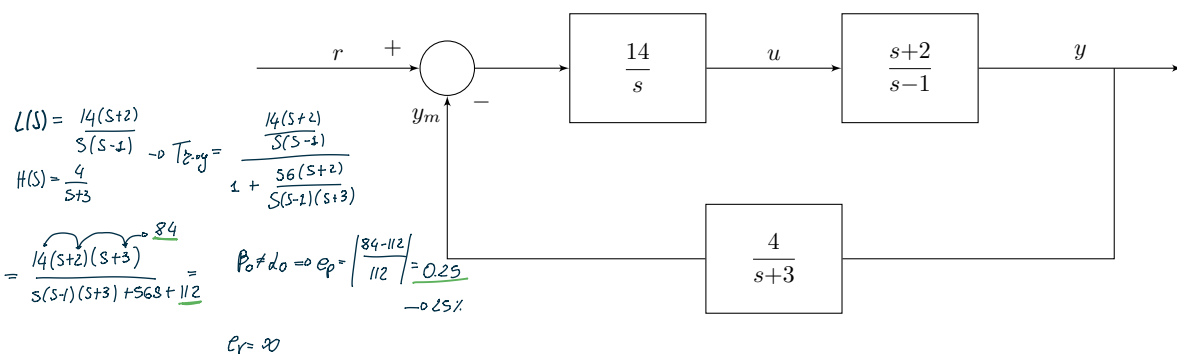 r
+
−
y_m
14
s
u
s+2
s−1
y
4
s+3
L(S) = 14(S+2)
S(S-1)
H(S) = 4
S+3
→ T_{r→y} = 14(S+2)
S(S-1)
1 + 56(S+2)
S(S-1)(S+3)
= 14(S+2)(S+3) =
S(S-1)(S+3)+56S+112
84
β₀ ≠ α₀ ⇒ e_p = |84-112| = 0.25
112
→ 25%
e_r = ∞